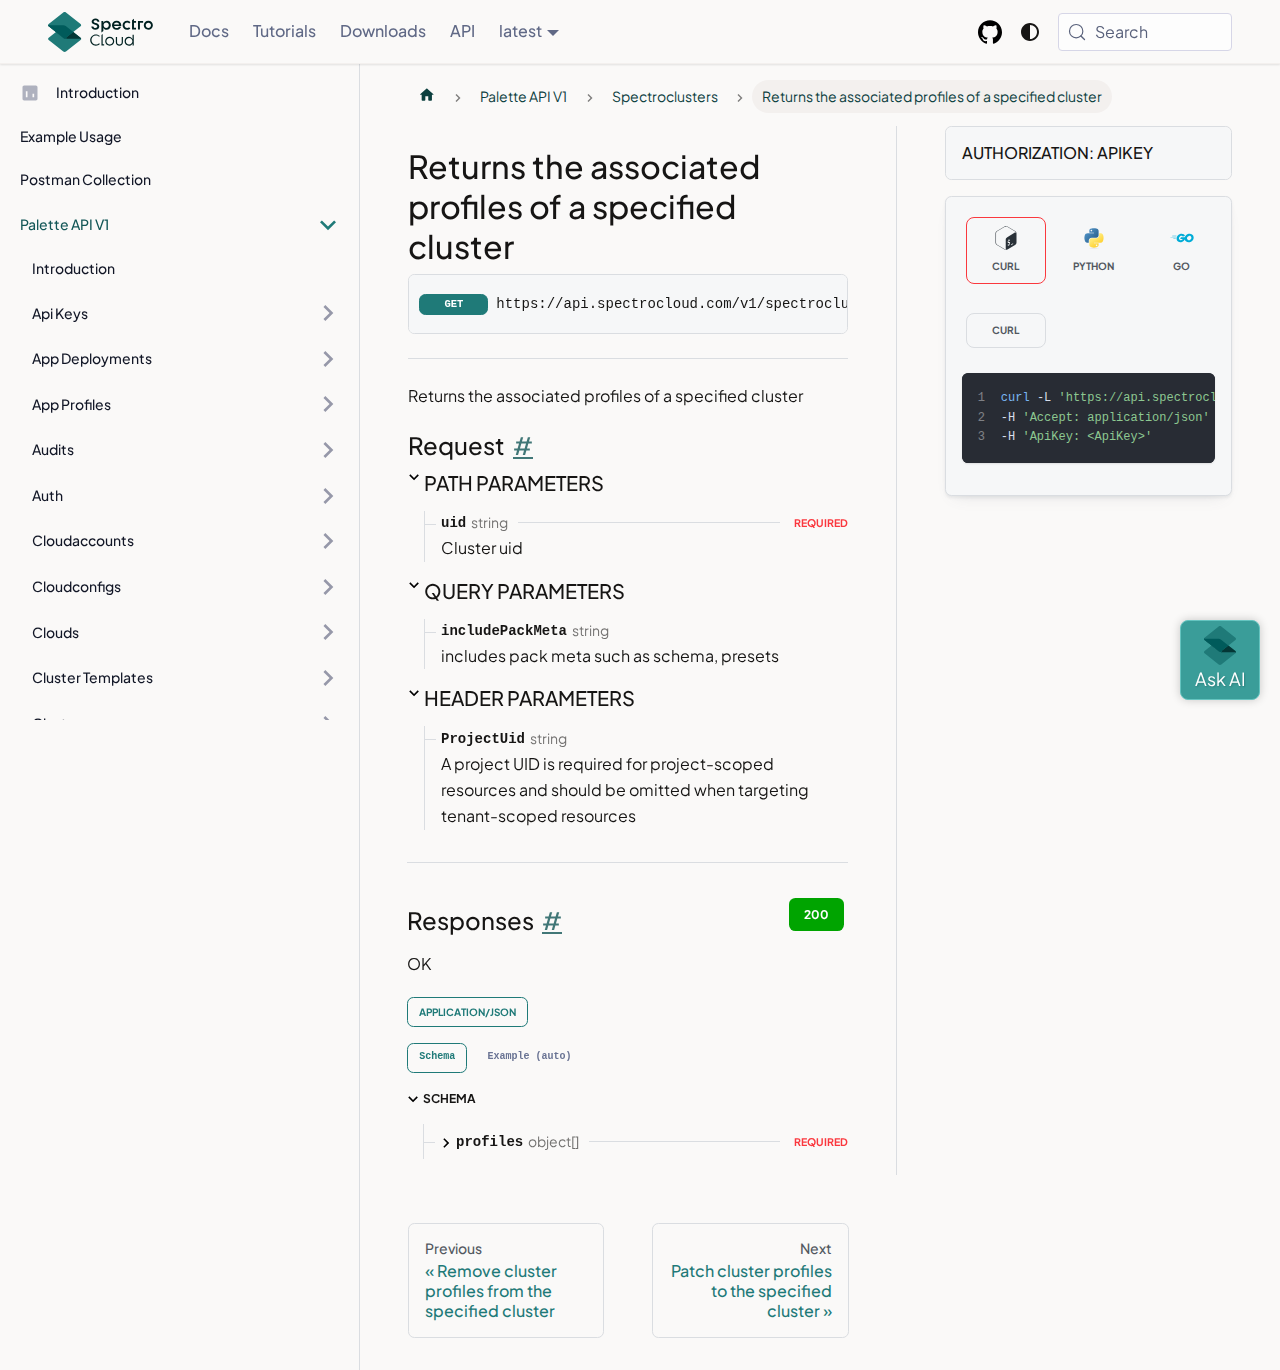 Spectro
Cloud
Docs
Tutorials
Downloads
API
latest
Search
Introduction
Example Usage
Postman Collection
Palette API V1
Introduction
Api Keys
App Deployments
App Profiles
Audits
Auth
Cloudaccounts
Cloudconfigs
Clouds
Cluster Templates
Palette API V1
Spectroclusters
Returns the associated profiles of a specified cluster
Returns the associated
profiles of a specified
cluster
GET https://api.spectrocloud.com/v1/spectroclu
Returns the associated profiles of a specified cluster
Request #
PATH PARAMETERS
uid string REQUIRED
Cluster uid
QUERY PARAMETERS
includePackMeta string
includes pack meta such as schema, presets
HEADER PARAMETERS
ProjectUid string
A project UID is required for project-scoped
resources and should be omitted when targeting
tenant-scoped resources
Responses #
200
OK
APPLICATION/JSON
Schema
Example (auto)
SCHEMA
profiles object[] REQUIRED
Previous
« Remove cluster
profiles from the
specified cluster
Next
Patch cluster profiles
to the specified
cluster »
AUTHORIZATION: APIKEY
CURL
PYTHON
GO
CURL
1 curl -L 'https://api.spectrocl
2 -H 'Accept: application/json'
3 -H 'ApiKey: <ApiKey>'
Ask AI